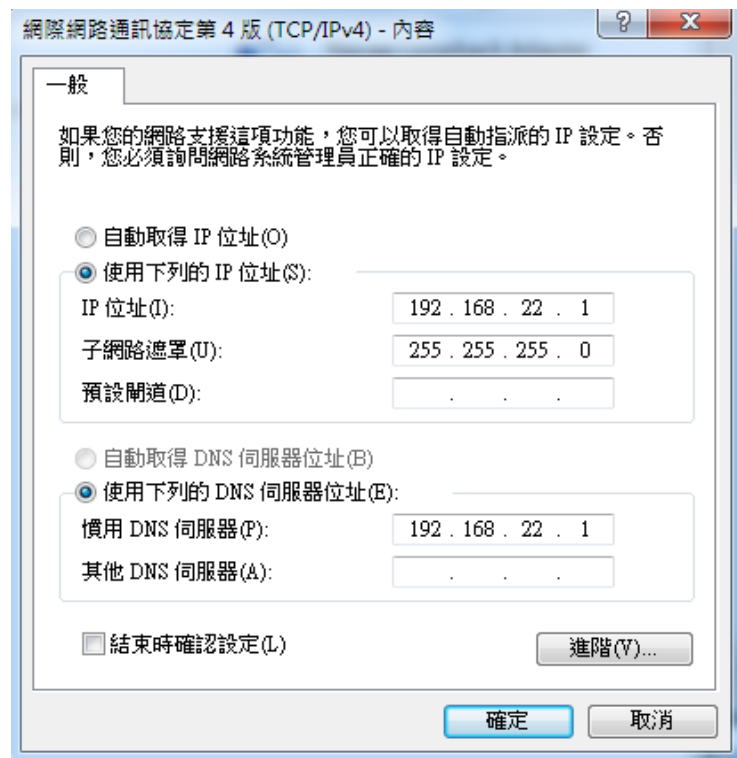 網際網路通訊協定第 4 版 (TCP/IPv4) - 內容
一般
如果您的網路支援這項功能，您可以取得自動指派的 IP 設定。否
則，您必須詢問網路系統管理員正確的 IP 設定。
自動取得 IP 位址(O)
使用下列的 IP 位址(S):
IP 位址(I): 192 . 168 . 22 . 1
子網路遮罩(U): 255 . 255 . 255 . 0
預設閘道(D): . . .
自動取得 DNS 伺服器位址(B)
使用下列的 DNS 伺服器位址(E):
慣用 DNS 伺服器(P): 192 . 168 . 22 . 1
其他 DNS 伺服器(A): . . .
結束時確認設定(L) 進階(V)...
確定 取消